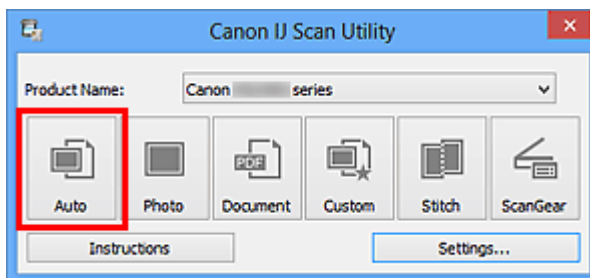 Canon IJ Scan Utility
Product Name: Canon series
PDF
Auto Photo Document Custom Stitch ScanGear
Instructions Settings...